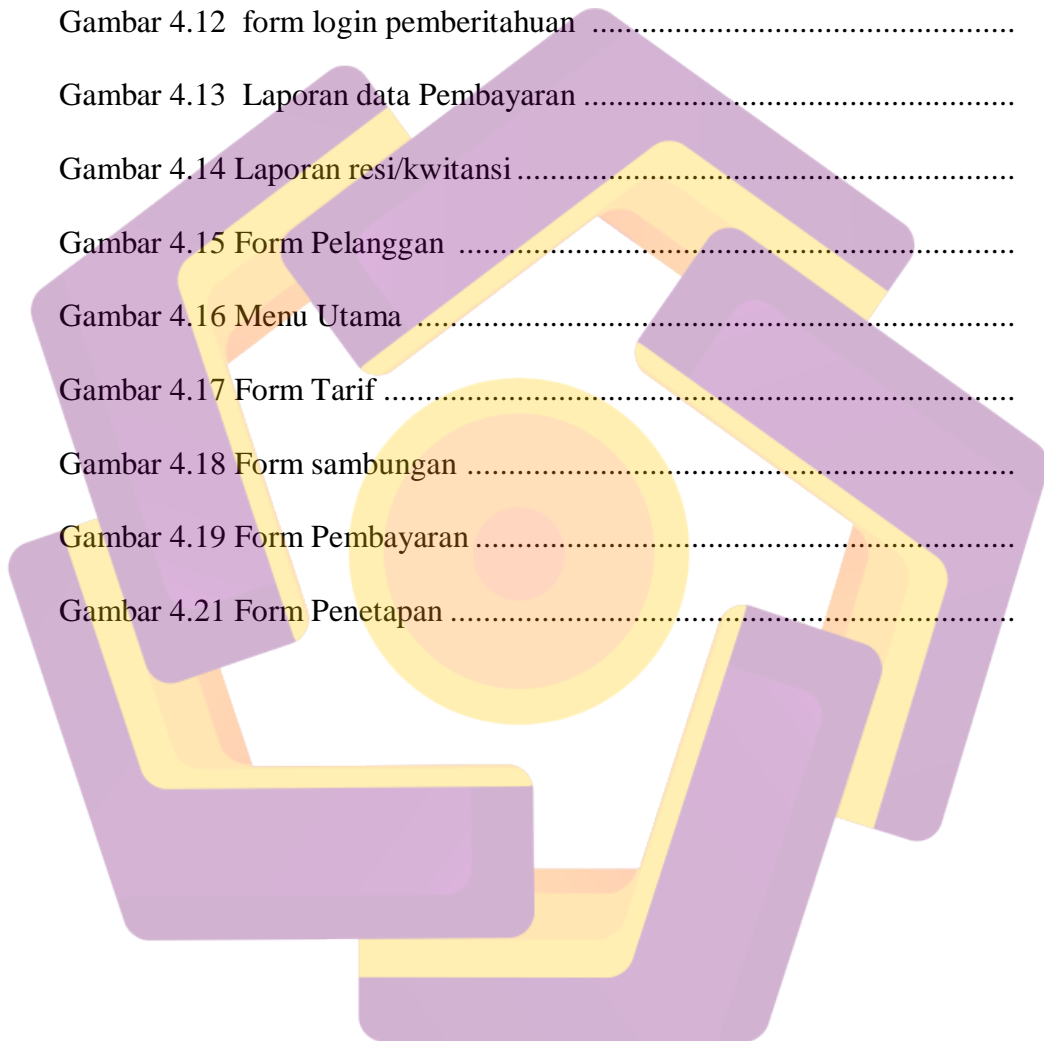 Gambar 4.12  form login pemberitahuan  ................................................
Gambar 4.13  Laporan data Pembayaran .................................................
Gambar 4.14 Laporan resi/kwitansi .........................................................
Gambar 4.15 Form Pelanggan  ...............................................................
Gambar 4.16 Menu Utama  ....................................................................
Gambar 4.17 Form Tarif ........................................................................
Gambar 4.18 Form sambungan ..............................................................
Gambar 4.19 Form Pembayaran .............................................................
Gambar 4.21 Form Penetapan ................................................................